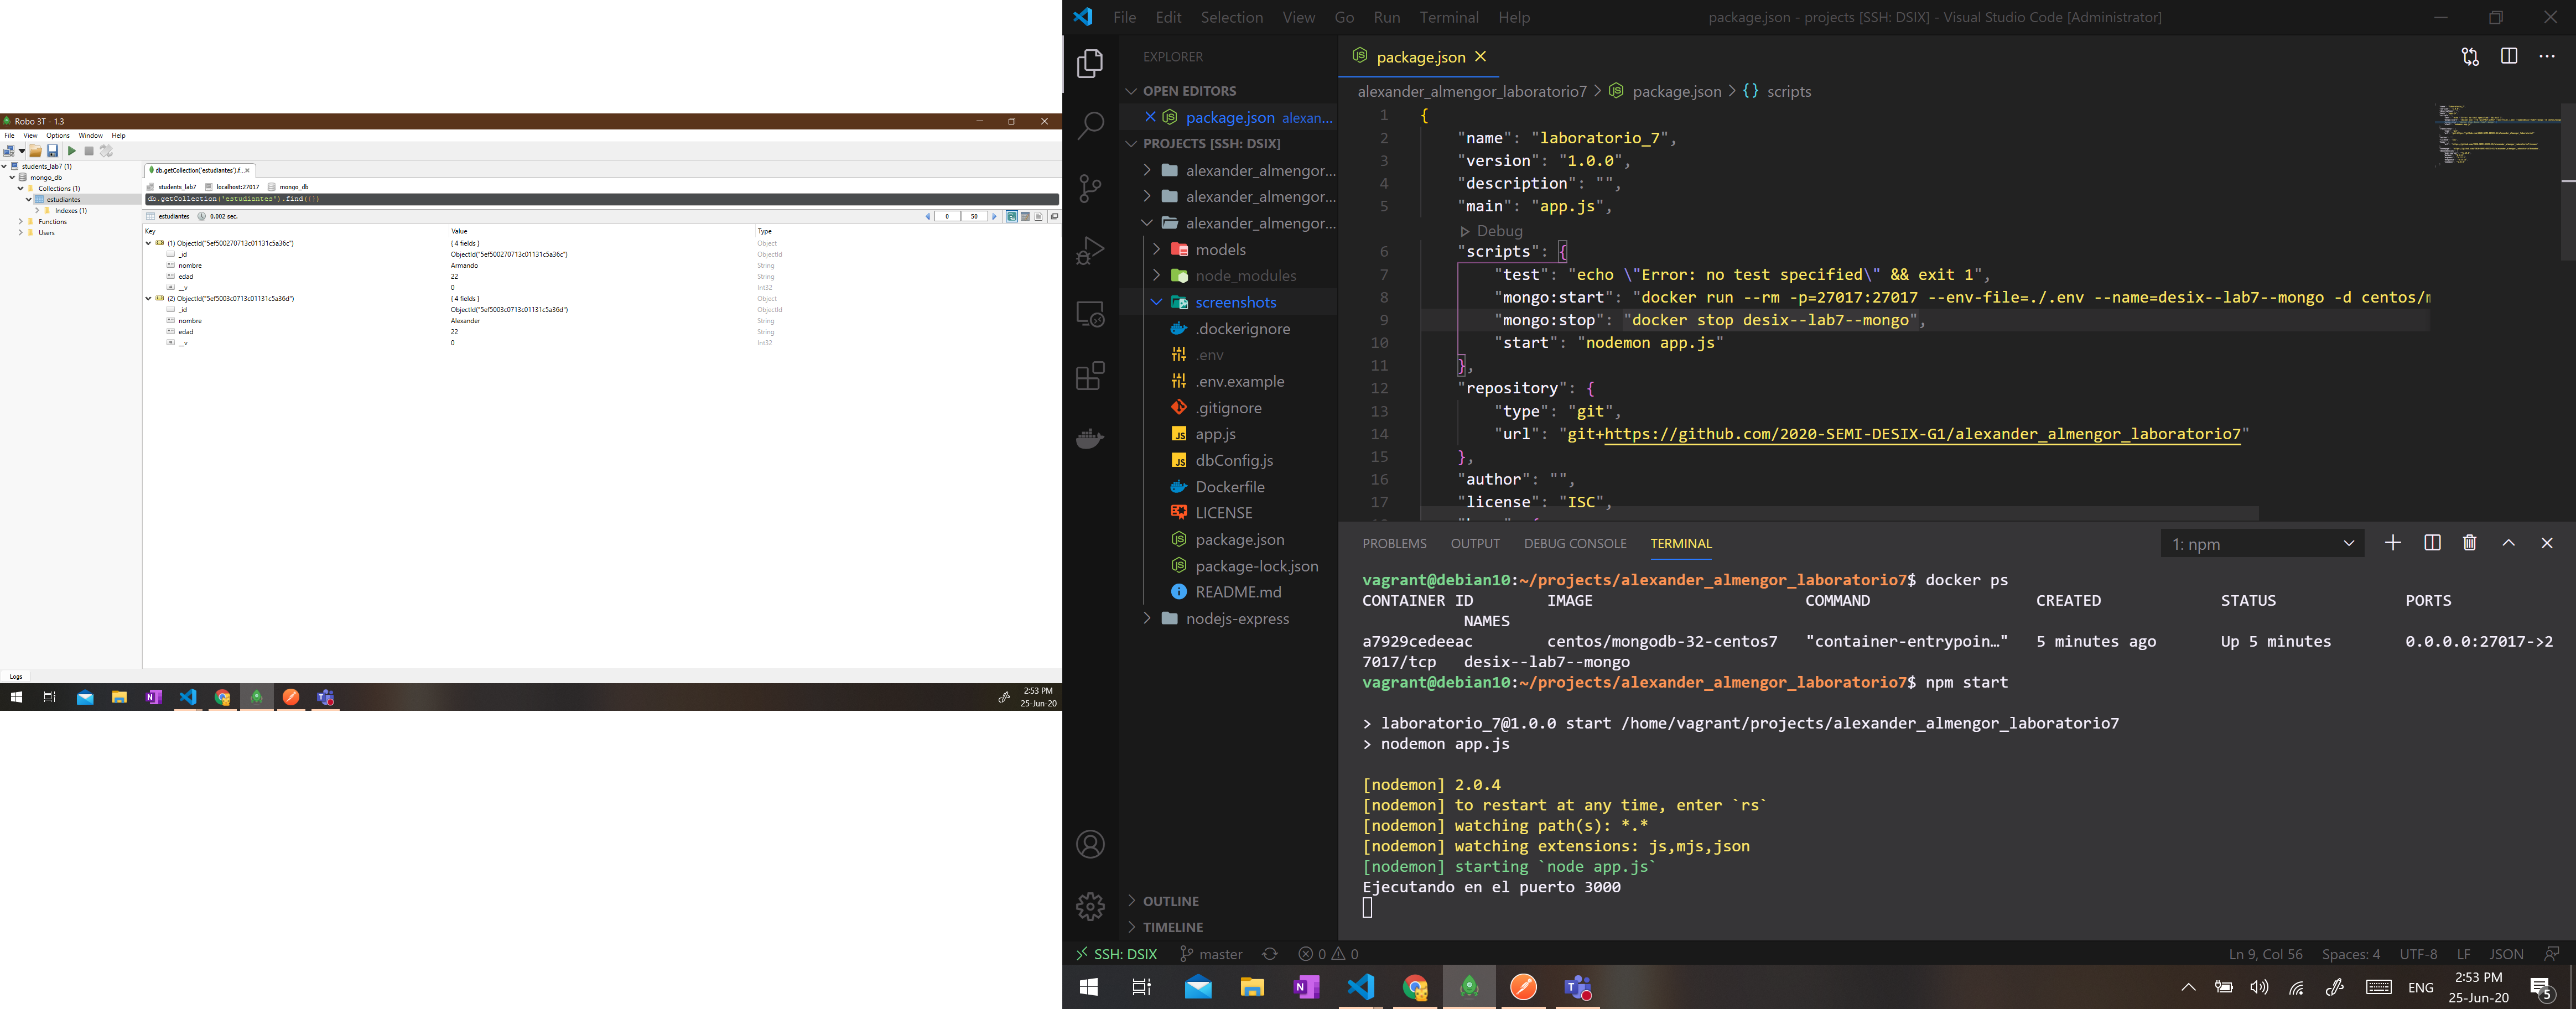 Robo 3T - 1.3
File View Options Window Help
students_lab7 (1)
mongo_db
Collections (1)
estudiantes
Indexes (1)
Functions
Users
db.getCollection('estudiantes').f...
students_lab7 localhost:27017 mongo_db
db.getCollection('estudiantes').find({})
estudiantes 0.002 sec.
0 50
Key Value Type
(1) ObjectId("5ef500270713c01131c5a36c") { 4 fields } Object
_id ObjectId("5ef500270713c01131c5a36c") ObjectId
nombre Armando String
edad 22 String
__v 0 Int32
(2) ObjectId("5ef5003c0713c01131c5a36d") { 4 fields } Object
_id ObjectId("5ef5003c0713c01131c5a36d") ObjectId
nombre Alexander String
edad 22 String
__v 0 Int32
Logs
2:53 PM
25-Jun-20
File Edit Selection View Go Run Terminal Help
package.json - projects [SSH: DSIX] - Visual Studio Code [Administrator]
EXPLORER
OPEN EDITORS
package.json alexan...
PROJECTS [SSH: DSIX]
alexander_almengor...
alexander_almengor...
alexander_almengor...
models
node_modules
screenshots
.dockerignore
.env
.env.example
.gitignore
app.js
dbConfig.js
Dockerfile
LICENSE
package.json
package-lock.json
README.md
nodejs-express
OUTLINE
TIMELINE
package.json
alexander_almengor_laboratorio7 > package.json > {} scripts
1 {
2 "name": "laboratorio_7",
3 "version": "1.0.0",
4 "description": "",
5 "main": "app.js",
Debug
6 "scripts": {
7 "test": "echo \"Error: no test specified\" && exit 1",
8 "mongo:start": "docker run --rm -p=27017:27017 --env-file=./.env --name=desix--lab7--mongo -d centos/m
9 "mongo:stop": "docker stop desix--lab7--mongo",
10 "start": "nodemon app.js"
11 },
12 "repository": {
13 "type": "git",
14 "url": "git+https://github.com/2020-SEMI-DESIX-G1/alexander_almengor_laboratorio7"
15 },
16 "author": "",
17 "license": "ISC",
PROBLEMS OUTPUT DEBUG CONSOLE TERMINAL
1: npm
vagrant@debian10:~/projects/alexander_almengor_laboratorio7$ docker ps
CONTAINER ID IMAGE COMMAND CREATED STATUS PORTS
NAMES
a7929cedeeac centos/mongodb-32-centos7 "container-entrypoin…" 5 minutes ago Up 5 minutes 0.0.0.0:27017->2
7017/tcp desix--lab7--mongo
vagrant@debian10:~/projects/alexander_almengor_laboratorio7$ npm start
> laboratorio_7@1.0.0 start /home/vagrant/projects/alexander_almengor_laboratorio7
> nodemon app.js
[nodemon] 2.0.4
[nodemon] to restart at any time, enter `rs`
[nodemon] watching path(s): *.*
[nodemon] watching extensions: js,mjs,json
[nodemon] starting `node app.js`
Ejecutando en el puerto 3000
SSH: DSIX master 0 0
Ln 9, Col 56 Spaces: 4 UTF-8 LF JSON
ENG
2:53 PM
25-Jun-20
5